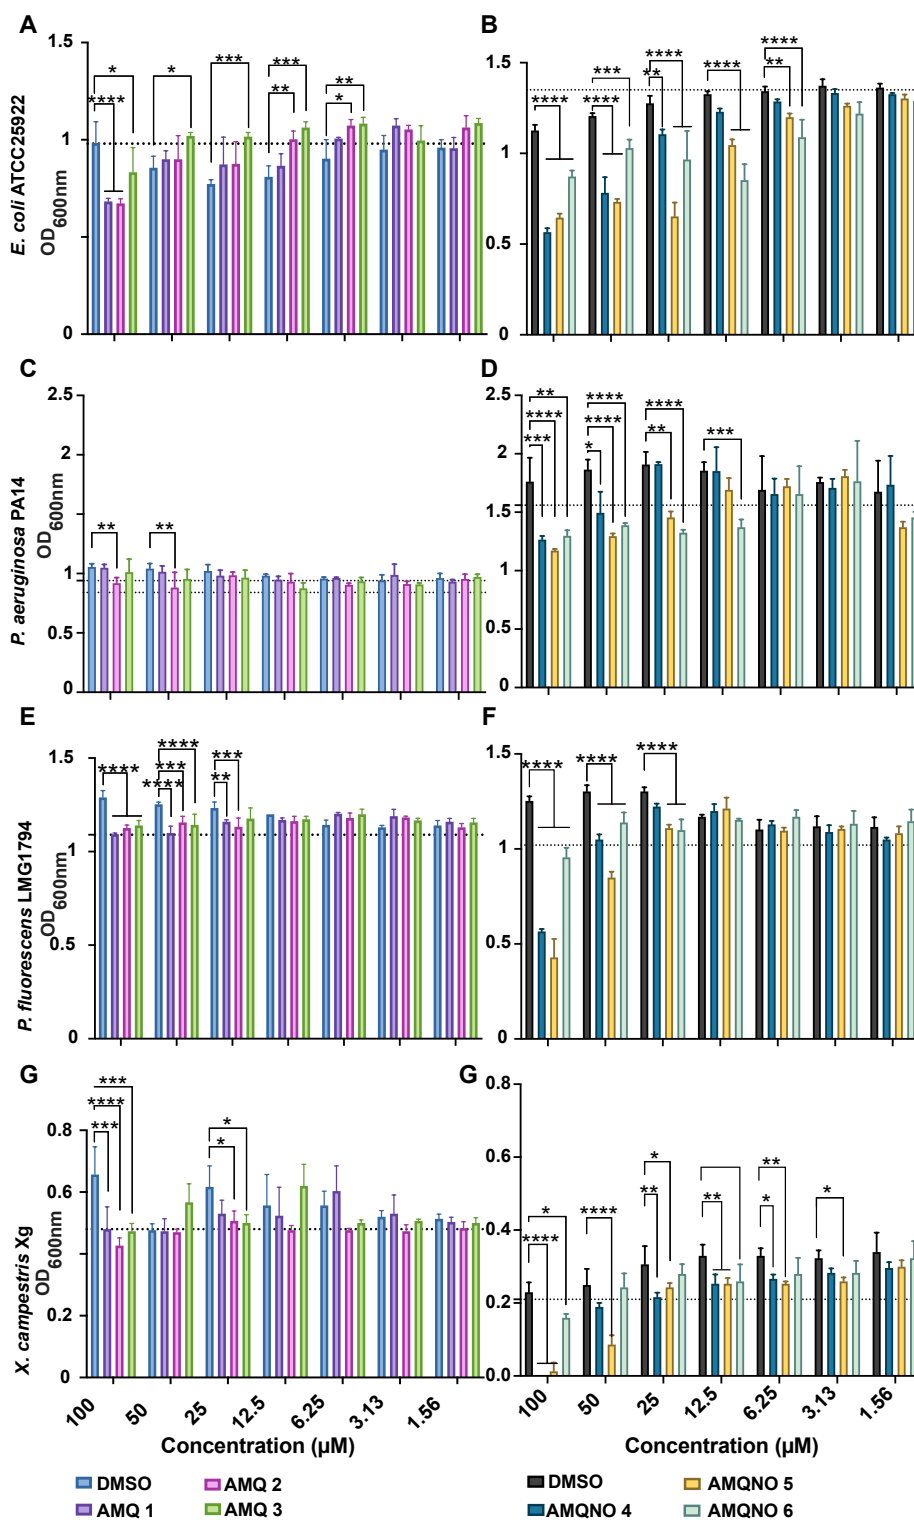 A
B
E. coli ATCC25922
OD600nm
1.5
1
0.5
0
* **** * *** *** ** ** *
1.5
1.0
0.5
0
**** *** **** **** ** **** **** **
C
D
P. aeruginosa PA14
OD600nm
2.5
2
1.5
1
0.5
0
** **
2.5
2.0
1.5
1.0
0.5
0
** **** *** **** **** * **** ** ***
E
F
P. fluorescens LMG1794
OD600nm
1.5
1
0.5
0
**** **** *** **** *** **
1.5
1
0.5
0
**** **** ****
G
G
X. campestris Xg
OD600nm
0.8
0.6
0.4
0.2
0
*** **** *** * *
0.8
0.6
0.4
0.2
0.0
* **** **** * ** ** ** * *
100 50 25 12.5 6.25 3.13 1.56
100 50 25 12.5 6.25 3.13 1.56
Concentration (µM)
Concentration (µM)
DMSO AMQ 2
AMQ 1 AMQ 3
DMSO AMQNO 5
AMQNO 4 AMQNO 6